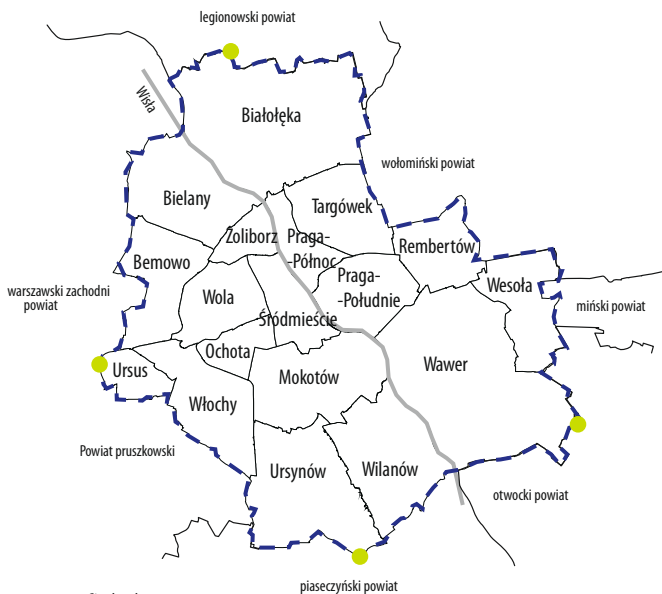 legionowski powiat
Wisła
Białołęka
wołomiński powiat
Bielany
Targówek
Żoliborz
Praga-
-Północ
Rembertów
Bemowo
Praga-
-Południe
Wesoła
warszawski zachodni
powiat
Wola
miński powiat
Śródmieście
Ochota
Ursus
Wawer
Mokotów
Włochy
Powiat pruszkowski
Ursynów
Wilanów
otwocki powiat
piaseczyński powiat